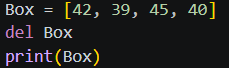 Box = [42, 39, 45, 40]
del Box
print(Box)